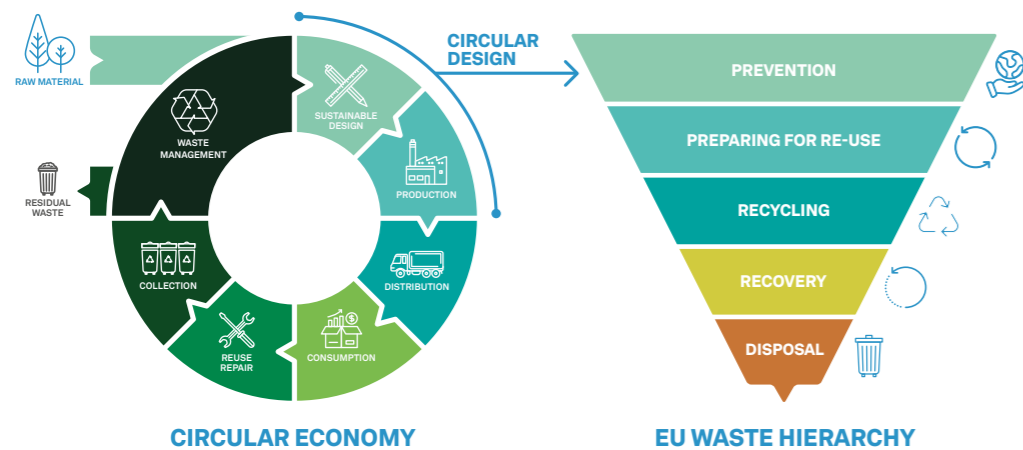 RAW MATERIAL
CIRCULAR
DESIGN
SUSTAINABLE
DESIGN
WASTE
MANAGEMENT
PRODUCTION
RESIDUAL
WASTE
COLLECTION
DISTRIBUTION
REUSE
REPAIR
CONSUMPTION
CIRCULAR ECONOMY
PREVENTION
PREPARING FOR RE-USE
RECYCLING
RECOVERY
DISPOSAL
EU WASTE HIERARCHY